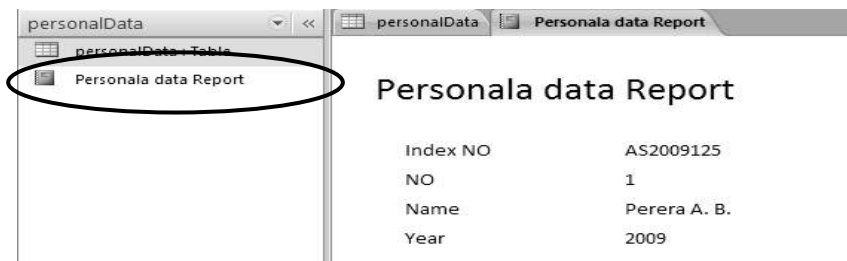 personalData
personalData : Table
Personala data Report
personalData
Personala data Report
Personala data Report
Index NO AS2009125
NO 1
Name Perera A. B.
Year 2009